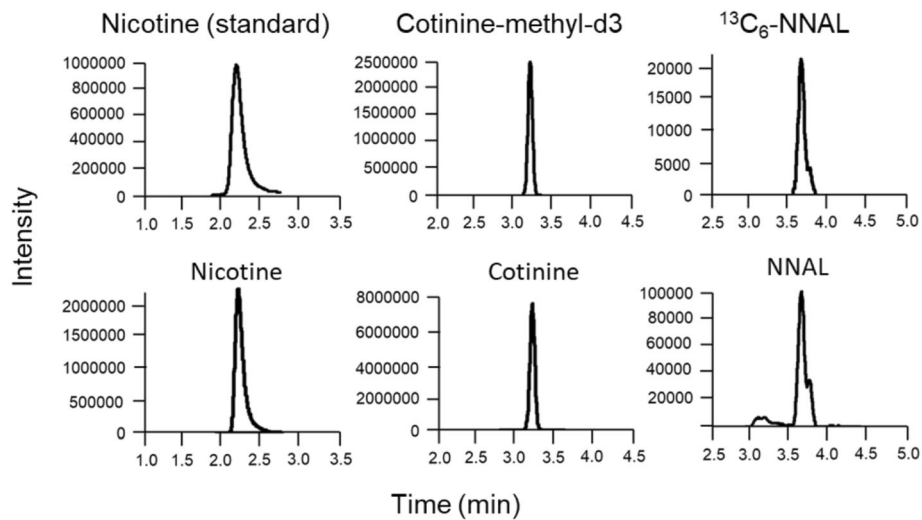 Nicotine (standard)
Cotinine-methyl-d3
¹³C₆-NNAL
1000000
800000
600000
400000
200000
0
1.0 1.5 2.0 2.5 3.0 3.5
2500000
2000000
1500000
1000000
500000
0
2.0 2.5 3.0 3.5 4.0 4.5
20000
15000
10000
5000
0
2.5 3.0 3.5 4.0 4.5 5.0
Intensity
Nicotine
Cotinine
NNAL
2000000
1500000
1000000
500000
0
1.0 1.5 2.0 2.5 3.0 3.5
8000000
6000000
4000000
2000000
0
2.0 2.5 3.0 3.5 4.0 4.5
100000
80000
60000
40000
20000
2.5 3.0 3.5 4.0 4.5 5.0
Time (min)